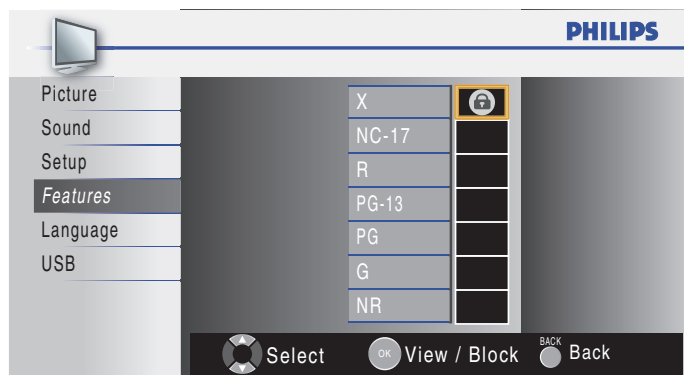 PHILIPS
Picture
Sound
Setup
Features
Language
USB
X
NC-17
R
PG-13
PG
G
NR
Select
OK View / Block
BACK Back